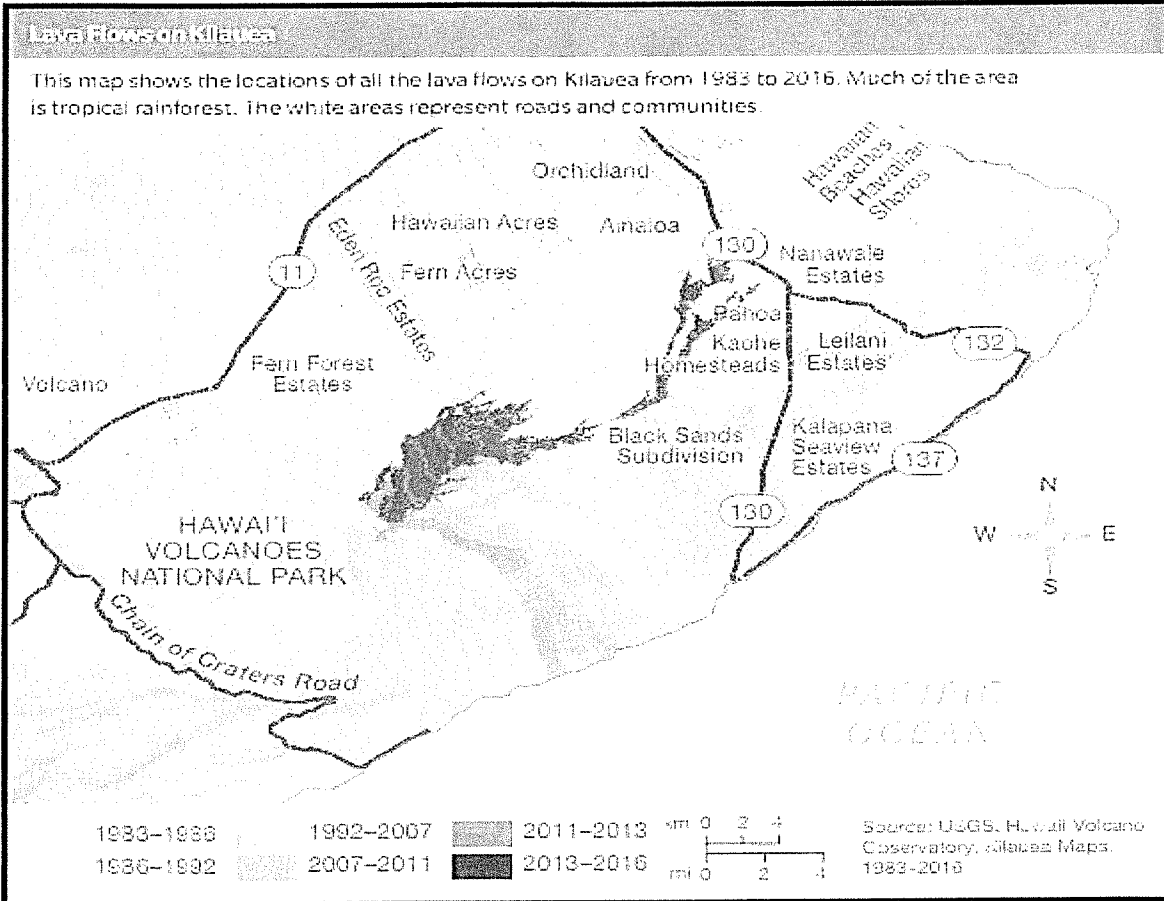 Lava Flows on Kilauea
This map shows the locations of all the lava flows on Kilauea from 1983 to 2016. Much of the area
is tropical rainforest. The white areas represent roads and communities.
Hawaiian
Beaches
Hawaiian
Shores
Orchidland
Hawaiian Acres
Ainaloa
130
Nanawale
Estates
11
Eden Roc Estates
Fern Acres
Pahoa
Kaohe
Homesteads
Leilani
Estates
132
Volcano
Fern Forest
Estates
Black Sands
Subdivision
Kalapana
Seaview
Estates
137
130
HAWAI'I
VOLCANOES
NATIONAL PARK
N
W E
S
Chain of Craters Road
PACIFIC
OCEAN
1983–1986
1986–1992
1992–2007
2007–2011
2011–2013
2013–2016
km 0 2 4
mi 0 2 4
Source: USGS, Hawaii Volcano
Observatory, Kilauea Maps,
1983-2016